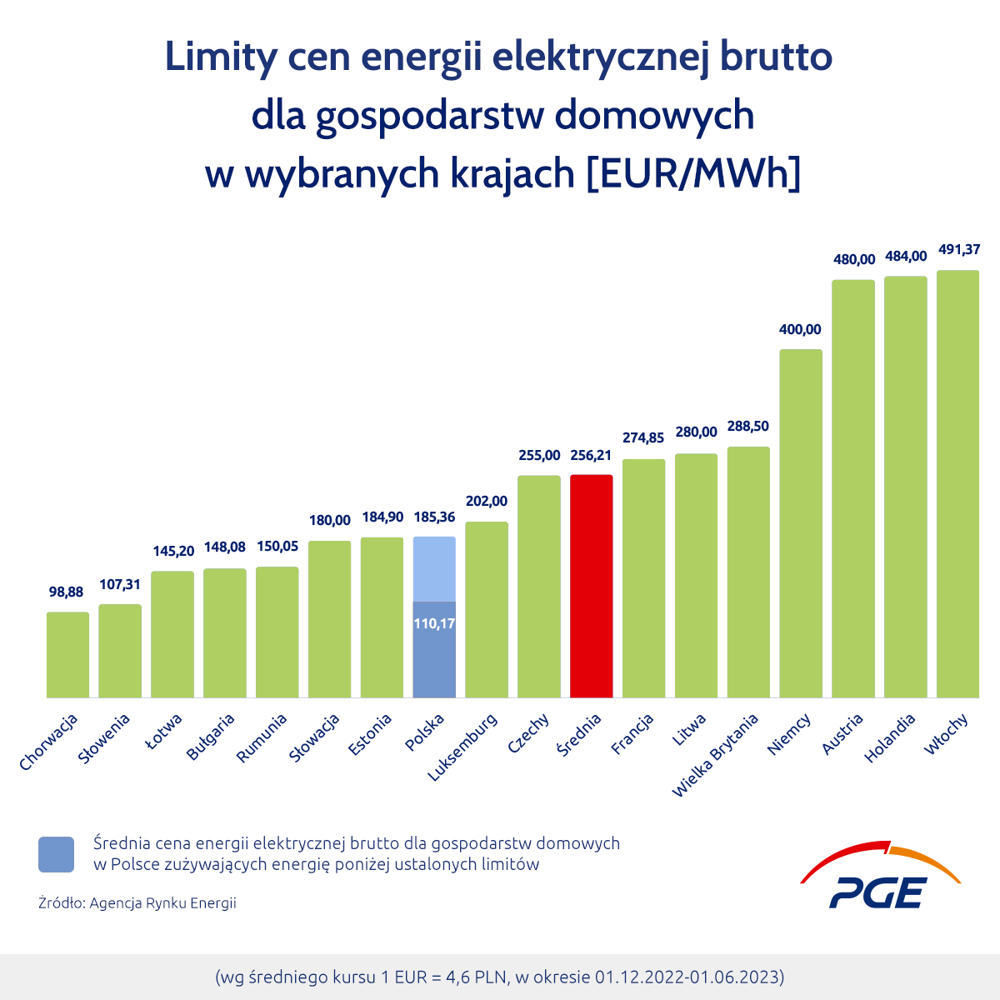 Limity cen energii elektrycznej brutto
dla gospodarstw domowych
w wybranych krajach [EUR/MWh]
98,88
107,31
145,20
148,08
150,05
180,00
184,90
185,36
110,17
202,00
255,00
256,21
274,85
280,00
288,50
400,00
480,00
484,00
491,37
Chorwacja
Słowenia
Łotwa
Bułgaria
Rumunia
Słowacja
Estonia
Polska
Luksemburg
Czechy
Średnia
Francja
Litwa
Wielka Brytania
Niemcy
Austria
Holandia
Włochy
Średnia cena energii elektrycznej brutto dla gospodarstw domowych
w Polsce zużywających energię poniżej ustalonych limitów
Żródło: Agencja Rynku Energii
PGE
(wg średniego kursu 1 EUR = 4,6 PLN, w okresie 01.12.2022-01.06.2023)